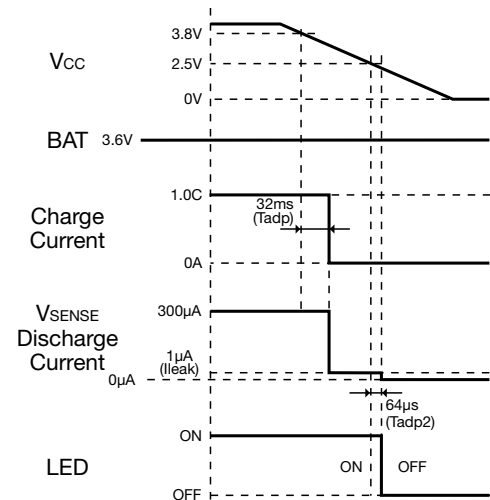 3.8V
VCC
2.5V
0V
BAT 3.6V
1.0C
Charge
Current
32ms
(Tadp)
0A
VSENSE
Discharge
Current
300µA
1µA
(Ileak)
0µA
64µs
(Tadp2)
LED
ON
ON OFF
OFF